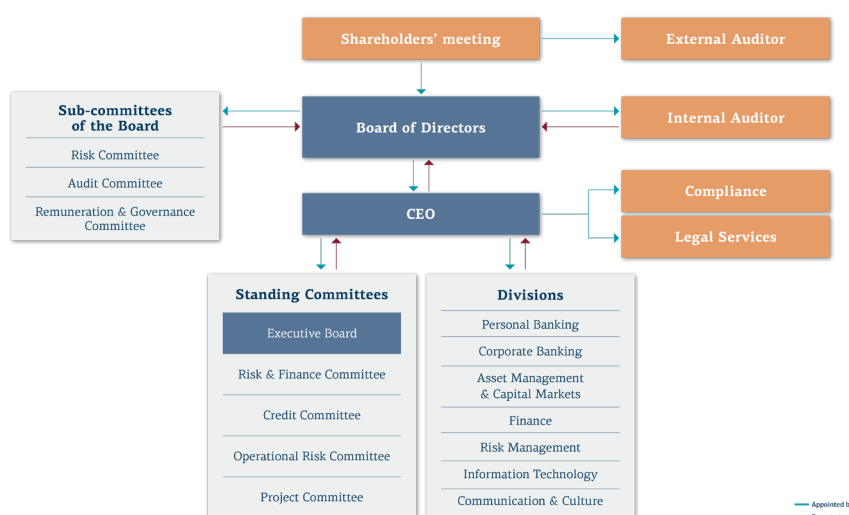 Shareholders' meeting
External Auditor
Sub-committees
of the Board
Risk Committee
Audit Committee
Remuneration & Governance
Committee
Board of Directors
Internal Auditor
CEO
Compliance
Legal Services
Standing Committees
Executive Board
Risk & Finance Committee
Credit Committee
Operational Risk Committee
Project Committee
Divisions
Personal Banking
Corporate Banking
Asset Management
& Capital Markets
Finance
Risk Management
Information Technology
Communication & Culture
Appointed b